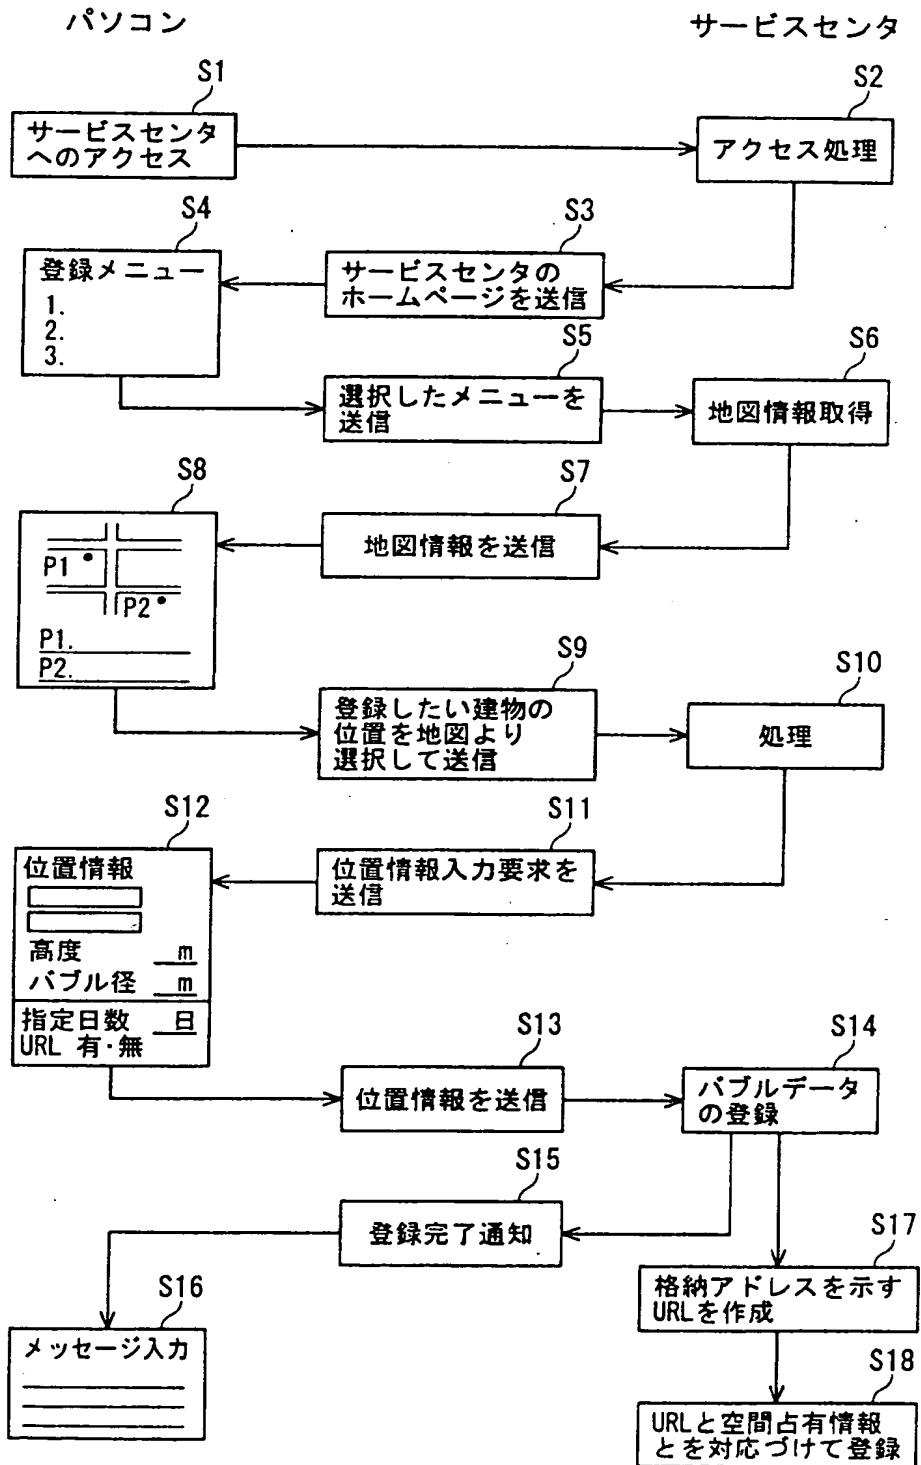 パソコン
サービスセンタ
S1
サービスセンタ
へのアクセス
S2
アクセス処理
S4
登録メニュー
1.
2.
3.
S3
サービスセンタの
ホームページを送信
S5
選択したメニューを
送信
S6
地図情報取得
S8
P1
P2
P1.
P2.
S7
地図情報を送信
S9
登録したい建物の
位置を地図より
選択して送信
S10
処理
S12
位置情報
高度 m
バブル径 m
指定日数 日
URL 有・無
S11
位置情報入力要求を
送信
S13
位置情報を送信
S14
バブルデータ
の登録
S15
登録完了通知
S16
メッセージ入力
S17
格納アドレスを示す
URLを作成
S18
URLと空間占有情報
とを対応づけて登録